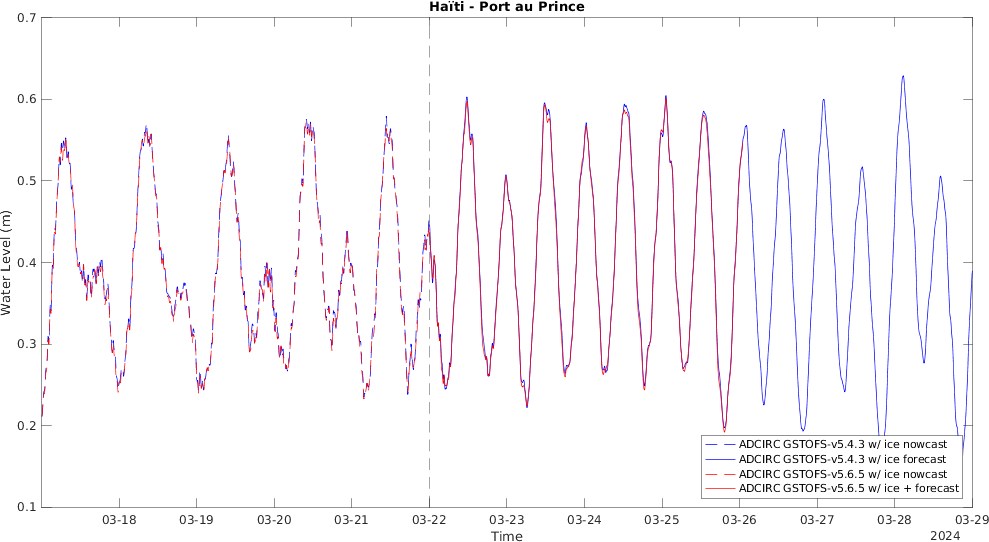 Haïti - Port au Prince
0.7
0.6
0.5
0.4
0.3
0.2
0.1
Water Level (m)
ADCIRC GSTOFS-v5.4.3 w/ ice nowcast
ADCIRC GSTOFS-v5.4.3 w/ ice forecast
ADCIRC GSTOFS-v5.6.5 w/ ice nowcast
ADCIRC GSTOFS-v5.6.5 w/ ice + forecast
03-18 03-19 03-20 03-21 03-22 03-23 03-24 03-25 03-26 03-27 03-28 03-29
Time
2024